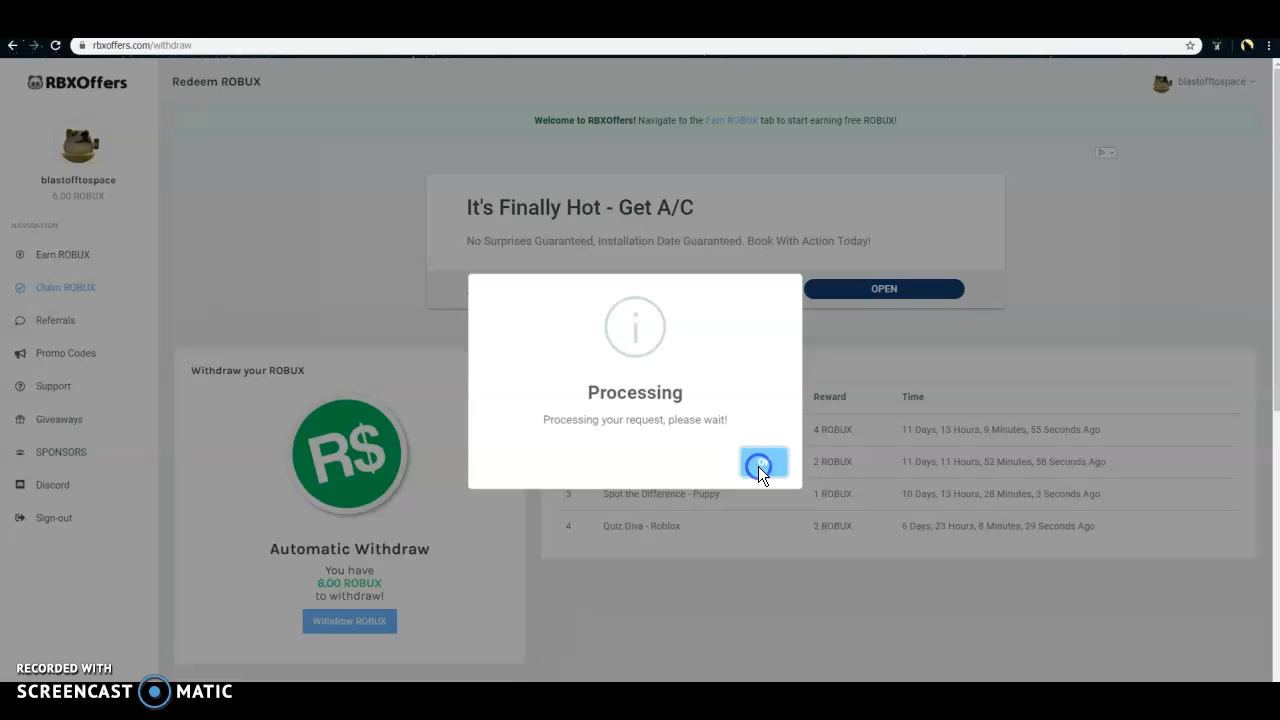 rbxoffers.com/withdraw
RBXOffers
Redeem ROBUX
blastofftospace
Welcome to RBXOffers! Navigate to the Earn ROBUX tab to start earning free ROBUX!
blastofftospace
6.00 ROBUX
It's Finally Hot - Get A/C
No Surprises Guaranteed, Installation Date Guaranteed. Book With Action Today!
OPEN
NAVIGATION
Earn ROBUX
Claim ROBUX
Referrals
Promo Codes
Support
Giveaways
SPONSORS
Discord
Sign-out
Processing
Processing your request, please wait!
Withdraw your ROBUX
R$
Automatic Withdraw
You have
6.00 ROBUX
to withdraw!
Withdraw ROBUX
Reward Time
4 ROBUX 11 Days, 13 Hours, 9 Minutes, 55 Seconds Ago
2 ROBUX 11 Days, 11 Hours, 52 Minutes, 58 Seconds Ago
3 Spot the Difference - Puppy 1 ROBUX 10 Days, 13 Hours, 28 Minutes, 3 Seconds Ago
4 Quiz Diva - Roblox 2 ROBUX 6 Days, 23 Hours, 8 Minutes, 29 Seconds Ago
RECORDED WITH
SCREENCAST MATIC